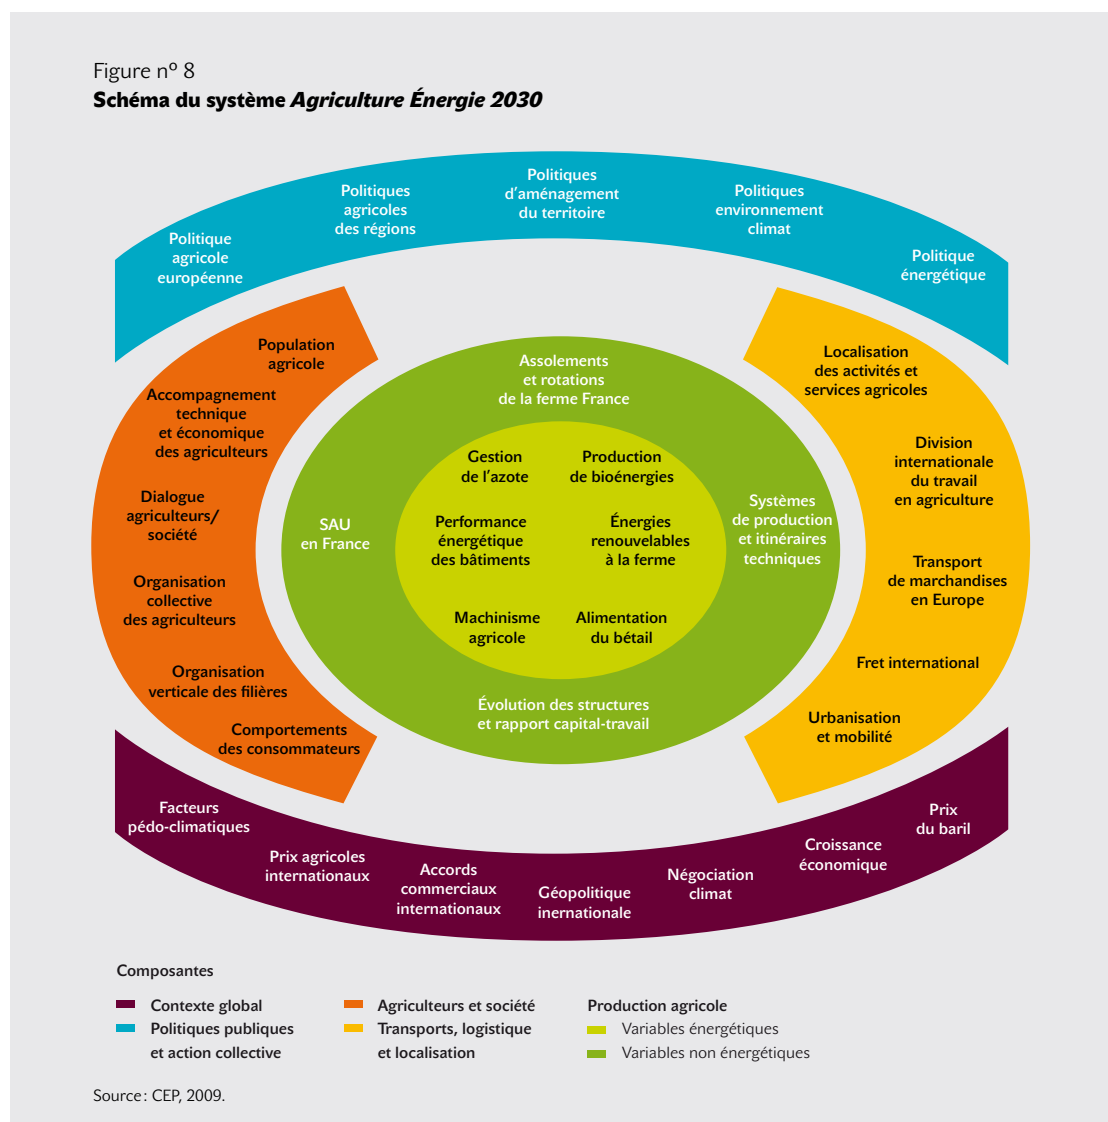 Figure nº 8
Schéma du système Agriculture Énergie 2030
Politique
agricole
européenne
Politiques
agricoles
des régions
Politiques
d'aménagement
du territoire
Politiques
environnement
climat
Politique
énergétique
Population
agricole
Accompagnement
technique
et économique
des agriculteurs
Dialogue
agriculteurs/
société
Organisation
collective
des agriculteurs
Organisation
verticale des filières
Comportements
des consommateurs
Assolements
et rotations
de la ferme France
SAU
en France
Systèmes
de production
et itinéraires
techniques
Évolution des structures
et rapport capital-travail
Gestion
de l'azote
Production
de bioénergies
Performance
énergétique
des bâtiments
Énergies
renouvelables
à la ferme
Machinisme
agricole
Alimentation
du bétail
Localisation
des activités et
services agricoles
Division
internationale
du travail
en agriculture
Transport
de marchandises
en Europe
Fret international
Urbanisation
et mobilité
Facteurs
pédo-climatiques
Prix agricoles
internationaux
Accords
commerciaux
internationaux
Géopolitique
inernationale
Négociation
climat
Croissance
économique
Prix
du baril
Composantes
Contexte global
Politiques publiques
et action collective
Agriculteurs et société
Transports, logistique
et localisation
Production agricole
Variables énergétiques
Variables non énergétiques
Source : CEP, 2009.